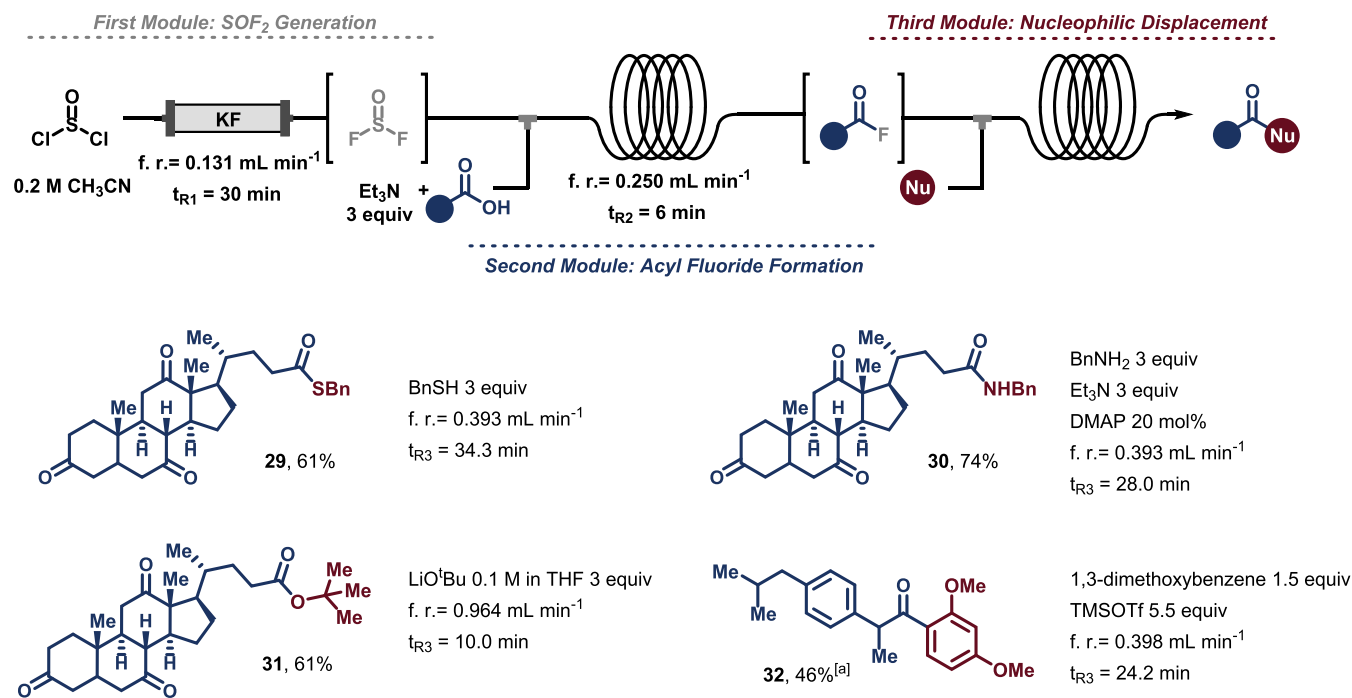 First Module: SOF₂ Generation
Third Module: Nucleophilic Displacement
O
S
Cl Cl
0.2 M CH₃CN
KF
f. r.= 0.131 mL min⁻¹
tR1 = 30 min
O
S
F F
Et₃N +
3 equiv
O
OH
f. r.= 0.250 mL min⁻¹
tR2 = 6 min
O
F
Nu
O
Nu
Second Module: Acyl Fluoride Formation
Me
O
O
Me
SBn
Me
H
H
H
O
O
29, 61%
BnSH 3 equiv
f. r.= 0.393 mL min⁻¹
tR3 = 34.3 min
Me
O
O
Me
NHBn
Me
H
H
H
O
O
30, 74%
BnNH₂ 3 equiv
Et₃N 3 equiv
DMAP 20 mol%
f. r.= 0.393 mL min⁻¹
tR3 = 28.0 min
Me
O
O
Me
O
Me
Me
Me
Me
H
H
H
O
O
31, 61%
LiOᵗBu 0.1 M in THF 3 equiv
f. r.= 0.964 mL min⁻¹
tR3 = 10.0 min
Me
Me
O
OMe
Me
OMe
32, 46%[a]
1,3-dimethoxybenzene 1.5 equiv
TMSOTf 5.5 equiv
f. r.= 0.398 mL min⁻¹
tR3 = 24.2 min